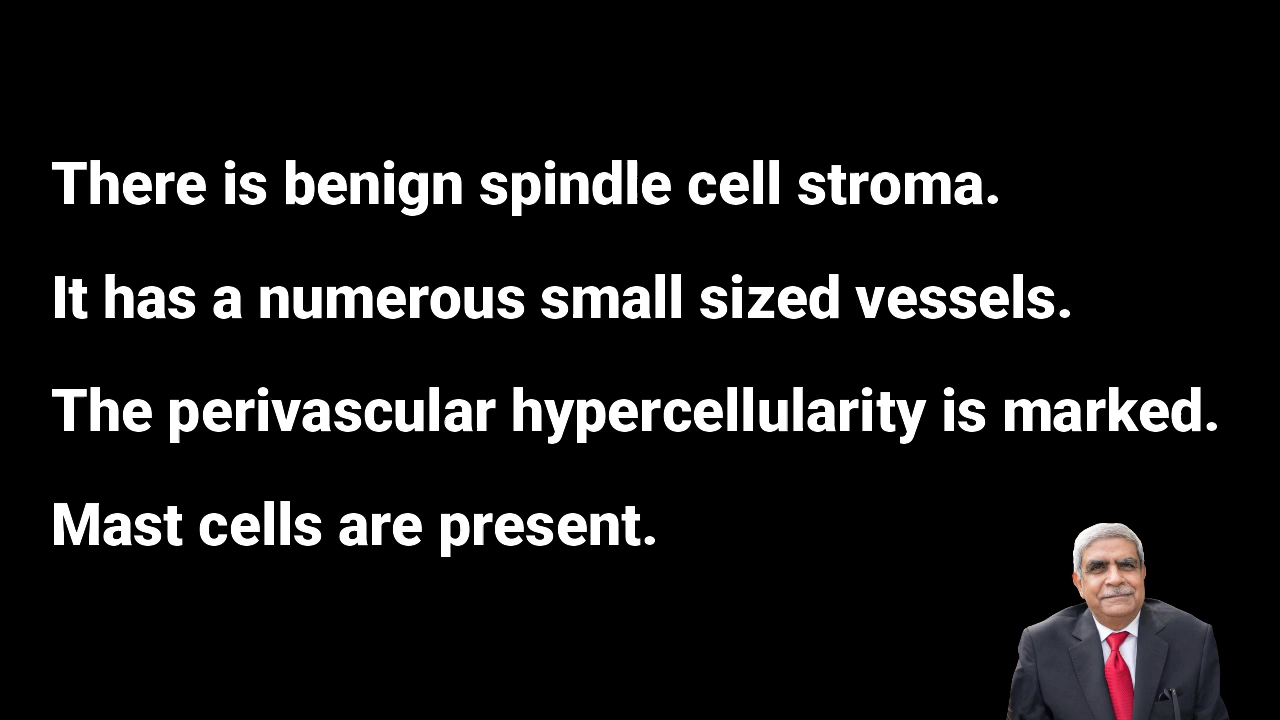 There is benign spindle cell stroma.
It has a numerous small sized vessels.
The perivascular hypercellularity is marked.
Mast cells are present.